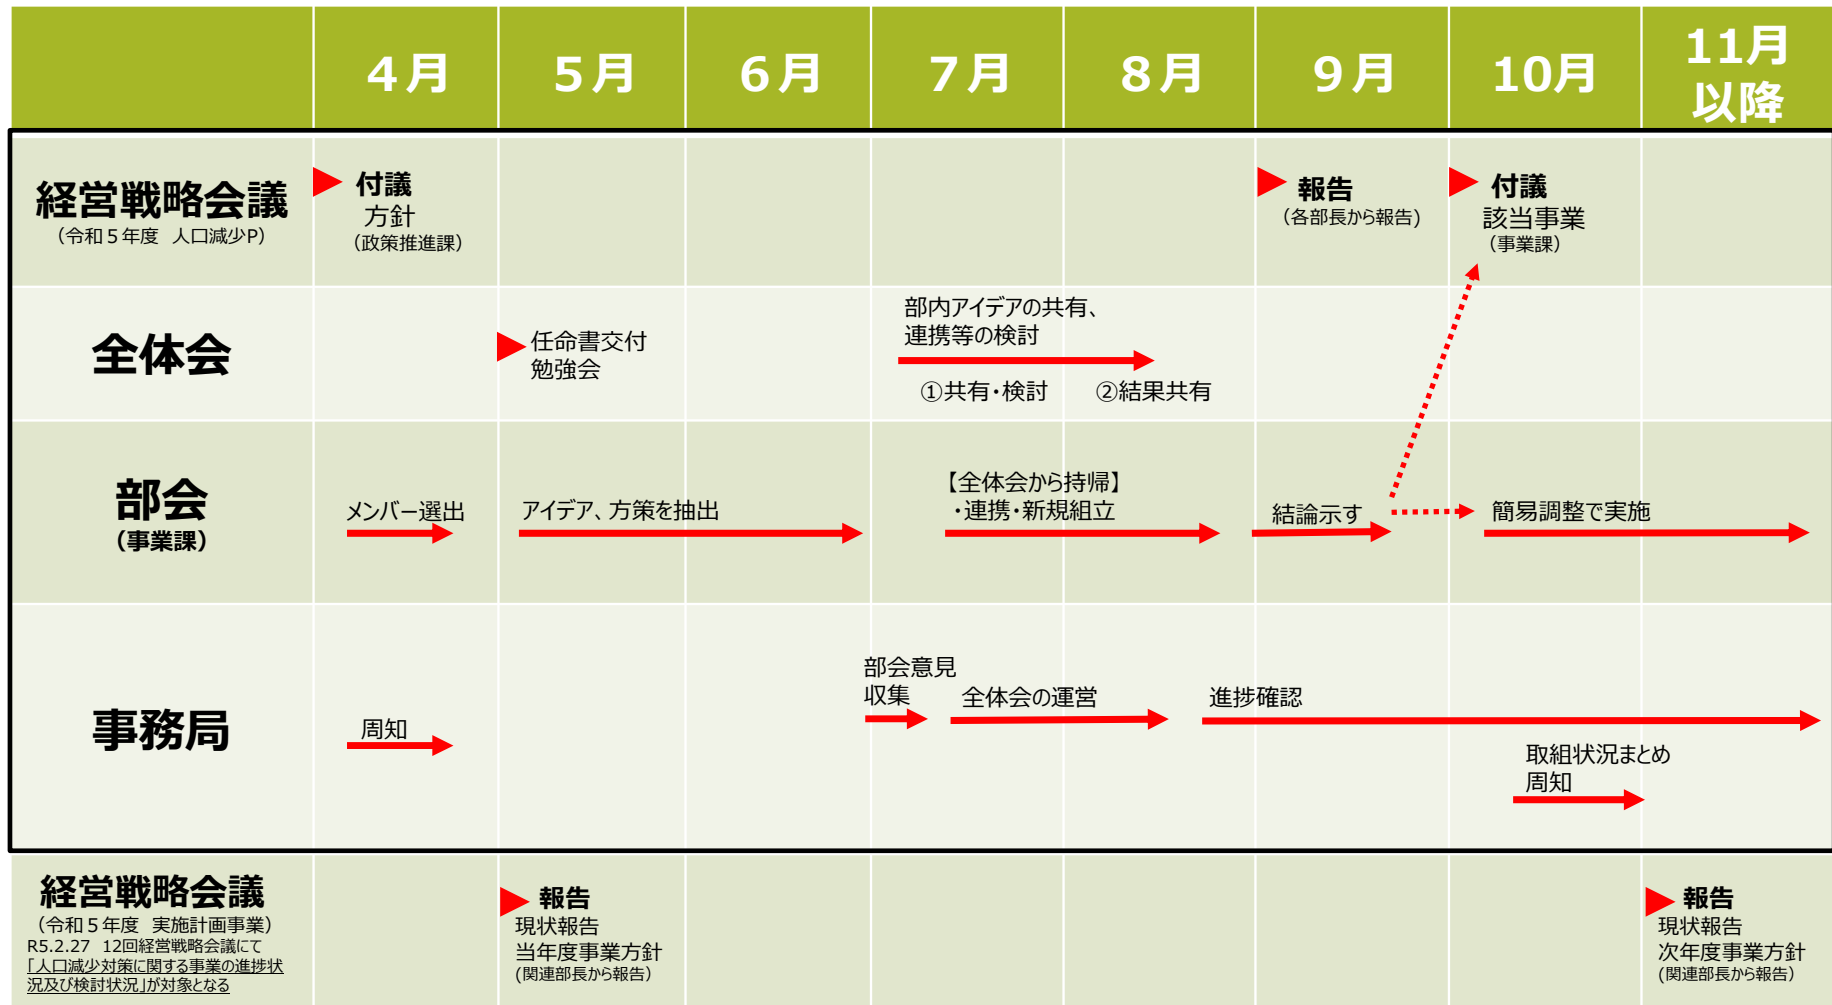 4月
5月
6月
7月
8月
9月
10月
11月
以降
経営戦略会議
（令和５年度　人口減少P）
付議
方針
（政策推進課）
報告
（各部長から報告）
付議
該当事業
（事業課）
全体会
任命書交付
勉強会
部内アイデアの共有、
連携等の検討
①共有・検討
②結果共有
部会
（事業課）
メンバー選出
アイデア、方策を抽出
【全体会から持帰】
・連携・新規組立
結論示す
簡易調整で実施
事務局
周知
部会意見
収集
全体会の運営
進捗確認
取組状況まとめ
周知
経営戦略会議
（令和５年度　実施計画事業）
R5.2.27　12回経営戦略会議にて
「人口減少対策に関する事業の進捗状
況及び検討状況」が対象となる
報告
現状報告
当年度事業方針
(関連部長から報告）
報告
現状報告
次年度事業方針
(関連部長から報告）